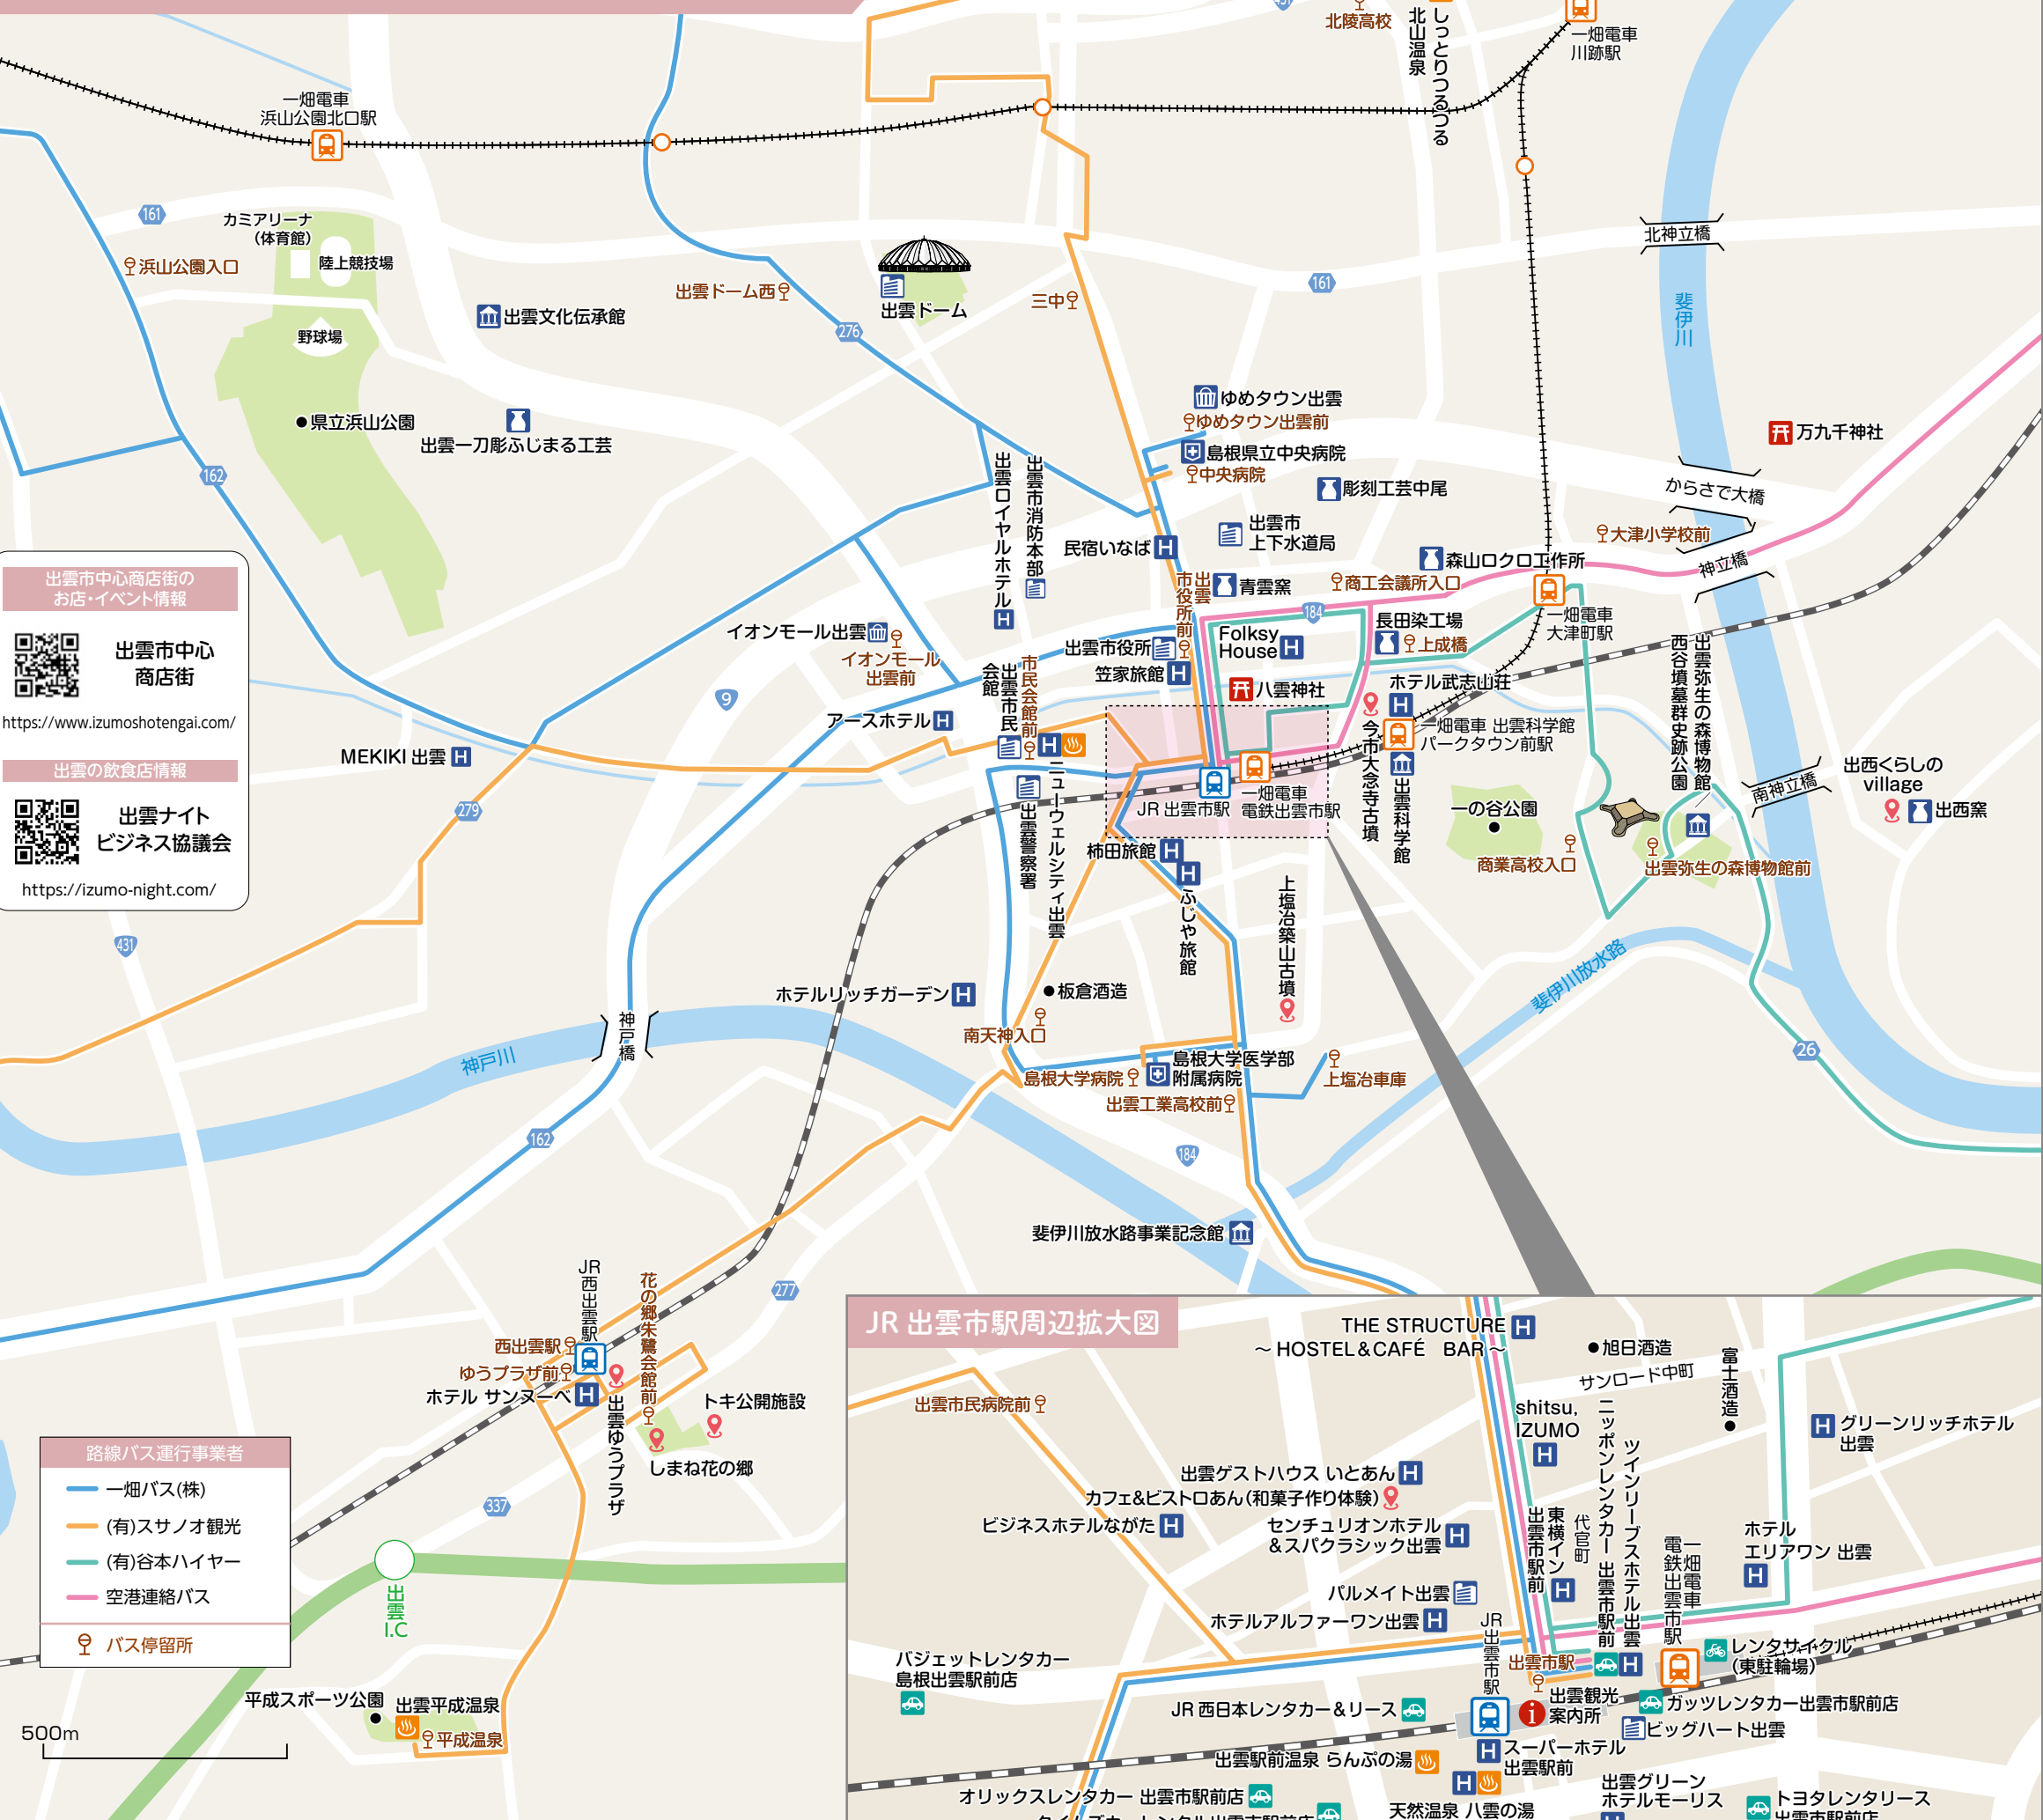 北陵高校
北山温泉
しっとりつるつる
一畑電車
川跡駅
一畑電車
浜山公園北口駅
161
カミアリーナ
（体育館）
陸上競技場
浜山公園入口
野球場
出雲文化伝承館
県立浜山公園
出雲一刀彫ふじまる工芸
162
出雲ドーム西
276
出雲ドーム
三中
161
北神立橋
斐伊川
ゆめタウン出雲
ゆめタウン出雲前
島根県立中央病院
中央病院
彫刻工芸中尾
出雲市
上下水道局
万九千神社
からさで大橋
大津小学校前
神立橋
森山ロクロ工作所
商工会議所入口
一畑電車
大津町駅
出雲ロイヤルホテル
出雲市消防本部
民宿いなば
出雲
市役所前
青雲窯
184
Folksy
House
長田染工場
上成橋
出雲市役所
笠家旅館
八雲神社
ホテル武志山荘
一畑電車 出雲科学館
パークタウン前駅
今市大念寺古墳
出雲科学館
出雲弥生の森博物館
西谷墳墓群史跡公園
南神立橋
出西くらしの
village
出西窯
一の谷公園
商業高校入口
出雲弥生の森博物館前
イオンモール出雲
イオンモール
出雲前
9
アースホテル
市民会館前
出雲市民
会館
ニューウェルシティ出雲
出雲警察署
JR 出雲市駅
一畑電車
電鉄出雲市駅
柿田旅館
ふじや旅館
上塩冶築山古墳
MEKIKI 出雲
279
出雲市中心商店街の
お店・イベント情報
出雲市中心
商店街
https://www.izumoshotengai.com/
出雲の飲食店情報
出雲ナイト
ビジネス協議会
https://izumo-night.com/
431
ホテルリッチガーデン
板倉酒造
南天神入口
神戸橋
神戸川
島根大学病院
島根大学医学部
附属病院
出雲工業高校前
上塩冶車庫
斐伊川放水路
26
162
184
斐伊川放水路事業記念館
277
JR
西出雲駅
西出雲駅
ゆうプラザ前
ホテル サンヌーベ
花の郷朱鷺会館前
出雲ゆうプラザ
トキ公開施設
しまね花の郷
337
路線バス運行事業者
一畑バス(株)
(有)スサノオ観光
(有)谷本ハイヤー
空港連絡バス
バス停留所
出雲
I.C
平成スポーツ公園
出雲平成温泉
平成温泉
500m
JR 出雲市駅周辺拡大図
THE STRUCTURE
～ HOSTEL＆CAFÉ BAR ～
旭日酒造
サンロード中町
富士酒造
出雲市民病院前
shitsu,
IZUMO
グリーンリッチホテル
出雲
出雲ゲストハウス いとあん
カフェ&ビストロあん（和菓子作り体験）
ビジネスホテルながた
センチュリオンホテル
＆スパクラシック出雲
東横イン
出雲市駅前
代官町
ニッポンレンタカー 出雲市駅前
ツインリーブスホテル出雲
一畑電車
電鉄出雲市駅
ホテル
エリアワン 出雲
パルメイト出雲
ホテルアルファーワン出雲
JR
出雲市駅
出雲市駅
レンタサイクル
（東駐輪場）
バジェットレンタカー
島根出雲駅前店
JR 西日本レンタカー＆リース
出雲観光
案内所
ガッツレンタカー出雲市駅前店
ビッグハート出雲
出雲駅前温泉 らんぷの湯
スーパーホテル
出雲駅前
オリックスレンタカー 出雲市駅前店
天然温泉 八雲の湯
出雲グリーン
ホテルモーリス
トヨタレンタリース